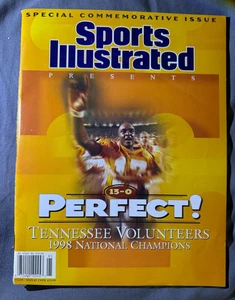 SPECIAL COMMEMORATIVE ISSUE
Sports
Illustrated
PRESENTS
13-0
PERFECT!
TENNESSEE VOLUNTEERS
1998 NATIONAL CHAMPIONS